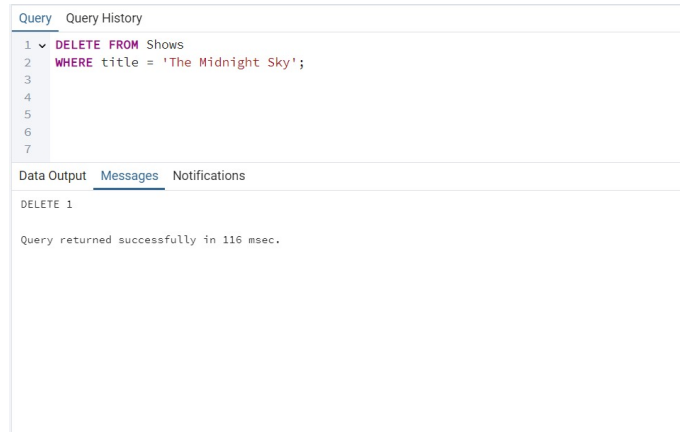 Query Query History
1 DELETE FROM Shows
2 WHERE title = 'The Midnight Sky';
3
4
5
6
7
Data Output Messages Notifications
DELETE 1
Query returned successfully in 116 msec.